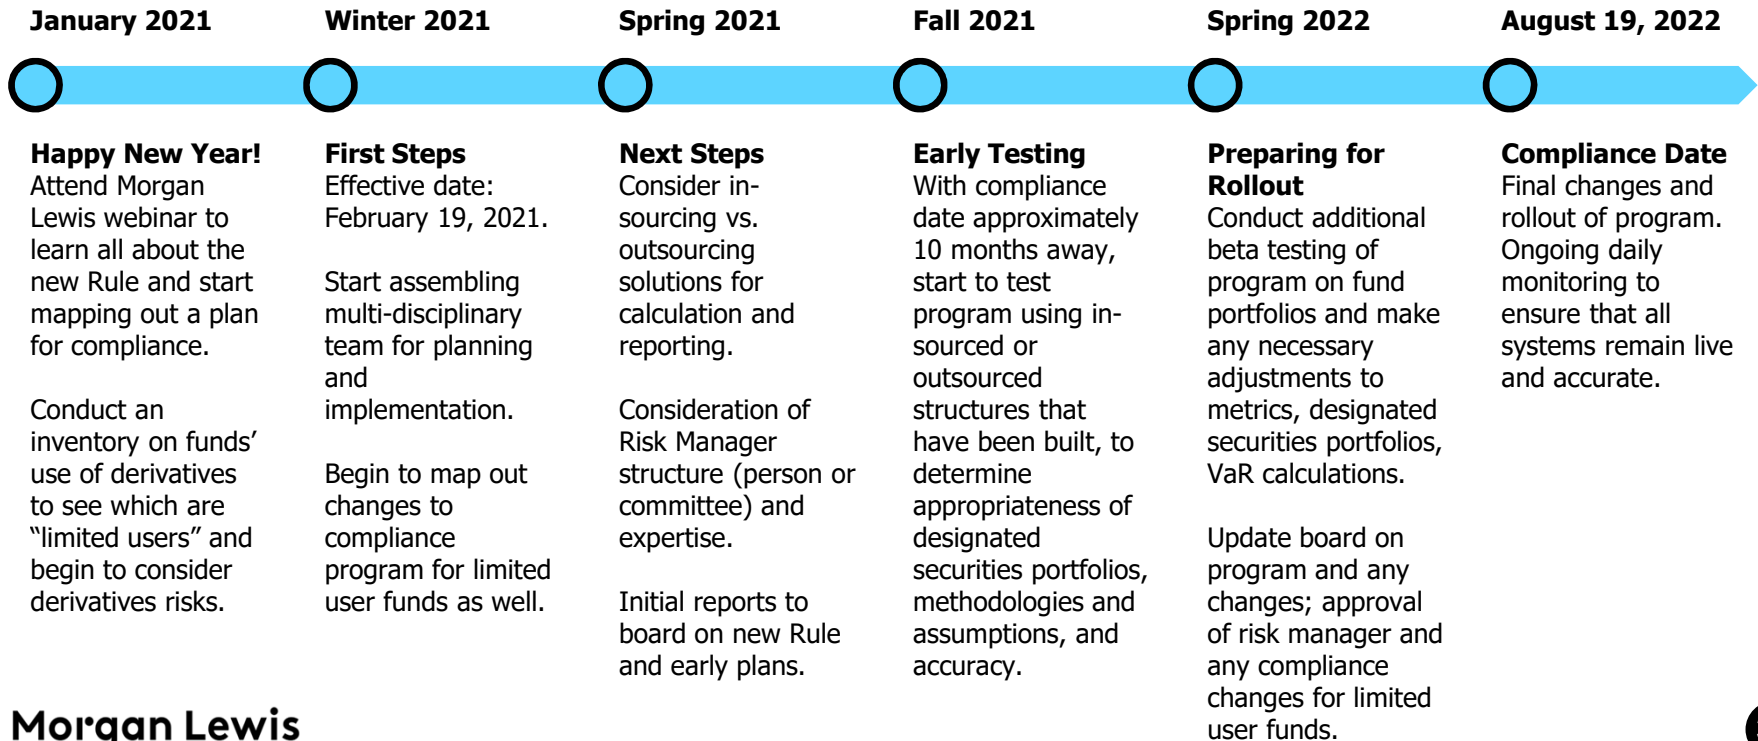 January 2021
Winter 2021
Spring 2021
Fall 2021
Spring 2022
August 19, 2022
Happy New Year!
Attend Morgan
Lewis webinar to
learn all about the
new Rule and start
mapping out a plan
for compliance.
Conduct an
inventory on funds’
use of derivatives
to see which are
“limited users” and
begin to consider
derivatives risks.
First Steps
Effective date:
February 19, 2021.
Start assembling
multi-disciplinary
team for planning
and
implementation.
Begin to map out
changes to
compliance
program for limited
user funds as well.
Next Steps
Consider in-
sourcing vs.
outsourcing
solutions for
calculation and
reporting.
Consideration of
Risk Manager
structure (person or
committee) and
expertise.
Initial reports to
board on new Rule
and early plans.
Early Testing
With compliance
date approximately
10 months away,
start to test
program using in-
sourced or
outsourced
structures that
have been built, to
determine
appropriateness of
designated
securities portfolios,
methodologies and
assumptions, and
accuracy.
Preparing for
Rollout
Conduct additional
beta testing of
program on fund
portfolios and make
any necessary
adjustments to
metrics, designated
securities portfolios,
VaR calculations.
Update board on
program and any
changes; approval
of risk manager and
any compliance
changes for limited
user funds.
Compliance Date
Final changes and
rollout of program.
Ongoing daily
monitoring to
ensure that all
systems remain live
and accurate.
Morgan Lewis